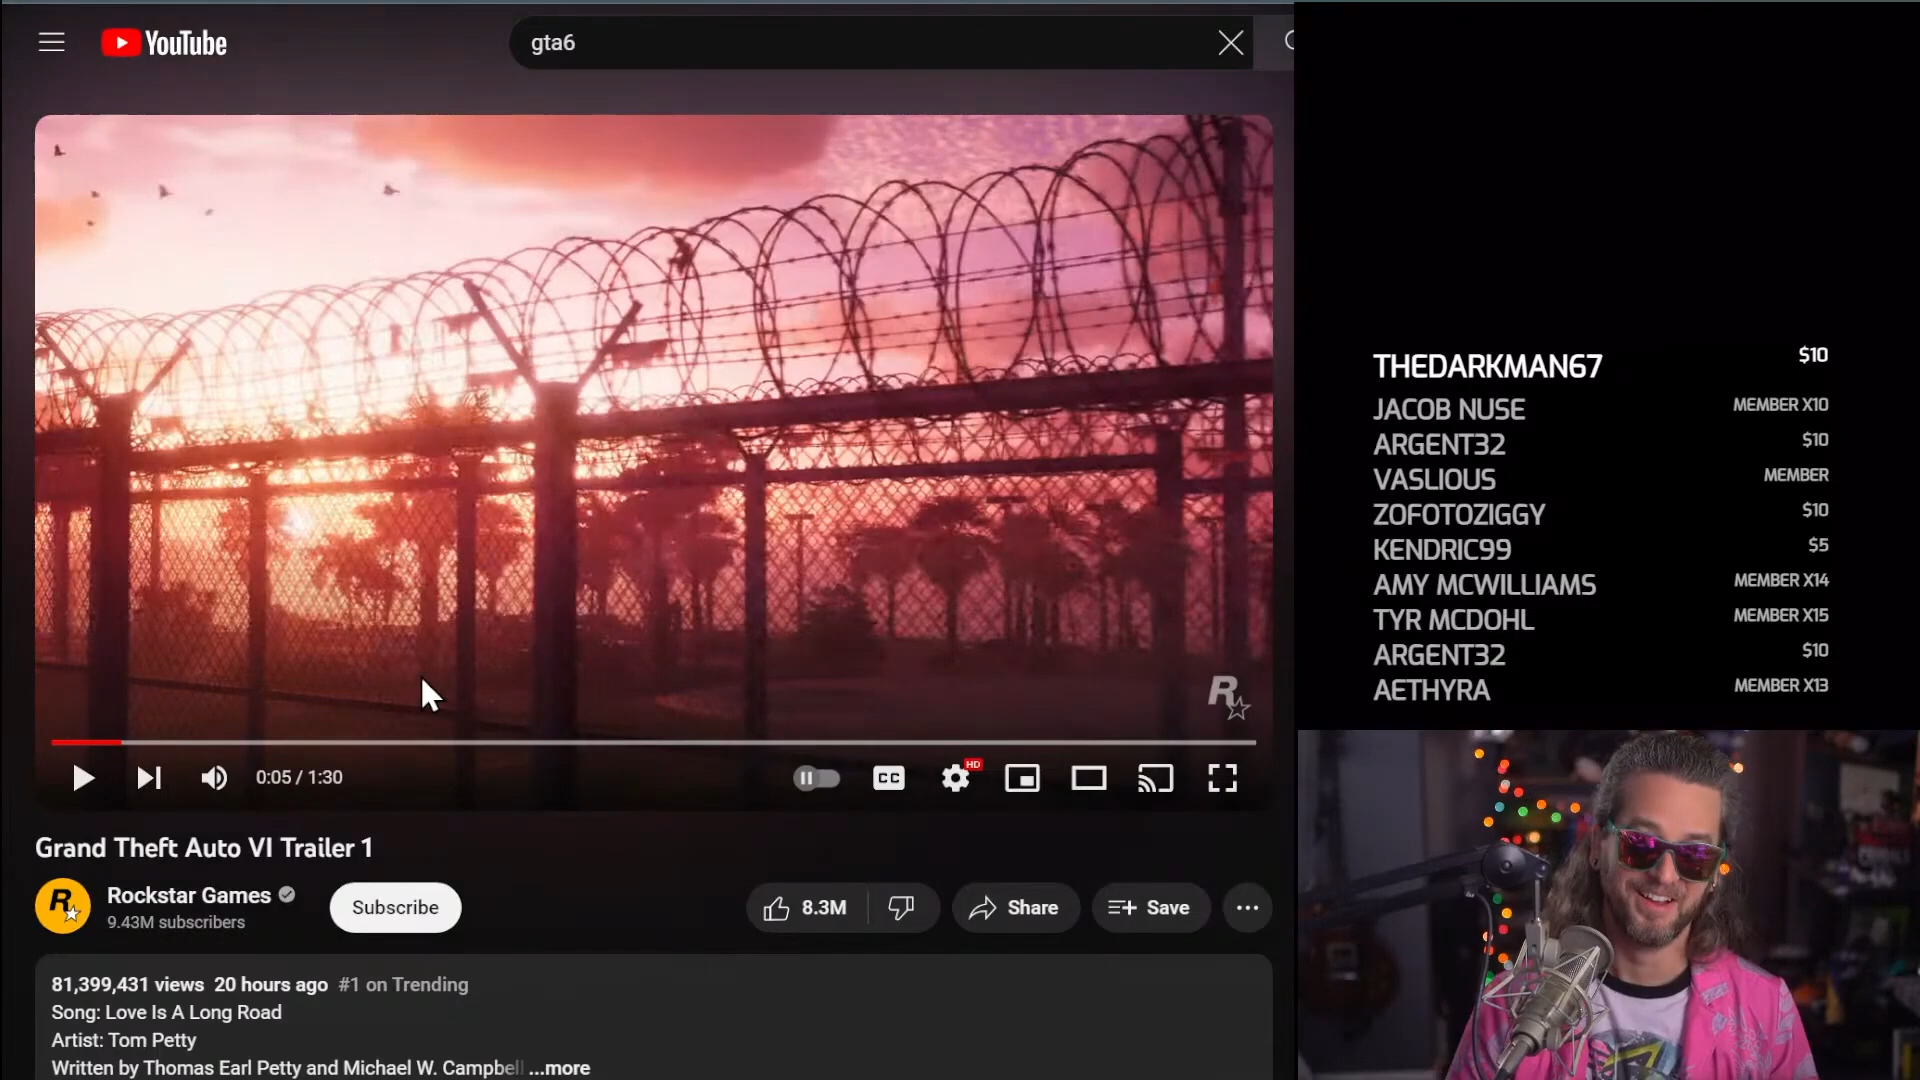 YouTube
gta6
R
0:05 / 1:30
CC
HD
Grand Theft Auto VI Trailer 1
R
Rockstar Games
9.43M subscribers
Subscribe
8.3M
Share
Save
81,399,431 views 20 hours ago #1 on Trending
Song: Love Is A Long Road
Artist: Tom Petty
Written by Thomas Earl Petty and Michael W. Campbell ...more
THEDARKMAN67 $10
JACOB NUSE MEMBER X10
ARGENT32 $10
VASLIOUS MEMBER
ZOFOTOZIGGY $10
KENDRIC99 $5
AMY MCWILLIAMS MEMBER X14
TYR MCDOHL MEMBER X15
ARGENT32 $10
AETHYRA MEMBER X13